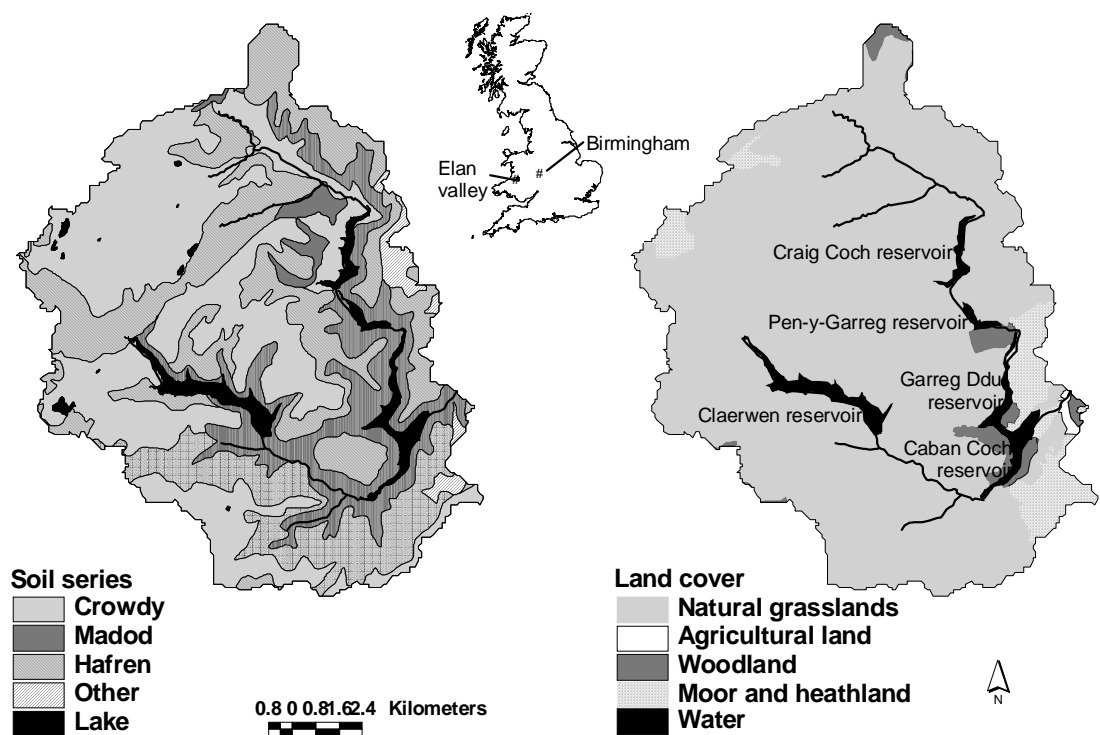 Birmingham
Elan
valley
#
#
Craig Coch reservoir
Pen-y-Garreg reservoir
Garreg Ddu
reservoir
Claerwen reservoir
Caban Coch
reservoir
Soil series
Crowdy
Madod
Hafren
Other
Lake
0.8 0 0.81.62.4 Kilometers
Land cover
Natural grasslands
Agricultural land
Woodland
Moor and heathland
Water
N